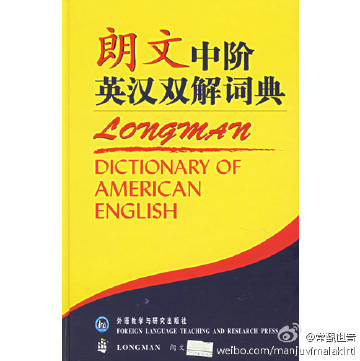 朗文中阶
英汉双解词典
LONGMAN
DICTIONARY OF
AMERICAN
ENGLISH
外语教学与研究出版社
FOREIGN LANGUAGE TEACHING AND RESEARCH PRESS
LONGMAN 朗文
weibo.com/manjuvimalakirti